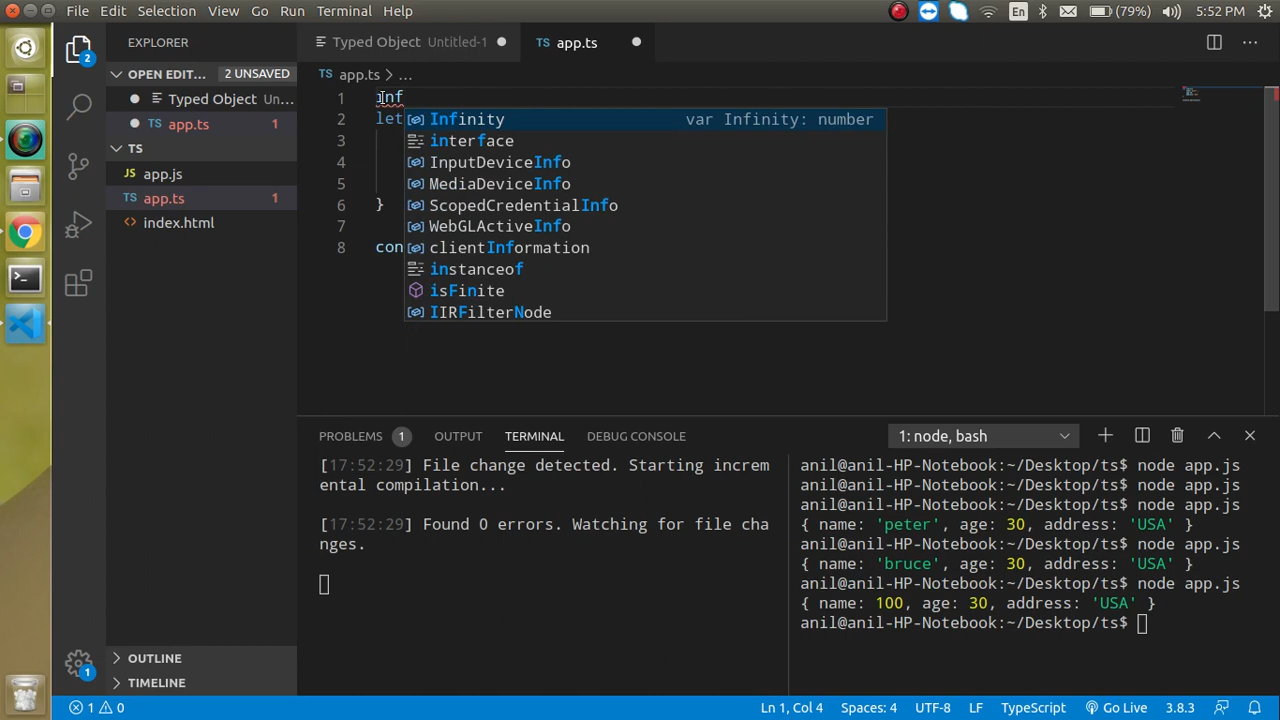 File Edit Selection View Go Run Terminal Help En (79%) 5:52 PM
EXPLORER
OPEN EDIT... 2 UNSAVED
Typed Object Un...
app.ts 1
TS
app.js
app.ts 1
index.html
OUTLINE
TIMELINE
2
1
Typed Object Untitled-1
TS app.ts
TS app.ts > ...
1 inf
2 let
3
4
5
6 }
7
8 con
Infinity var Infinity: number
interface
InputDeviceInfo
MediaDeviceInfo
ScopedCredentialInfo
WebGLActiveInfo
clientInformation
instanceof
isFinite
IIRFilterNode
PROBLEMS 1 OUTPUT TERMINAL DEBUG CONSOLE 1: node, bash
[17:52:29] File change detected. Starting increm
ental compilation...
[17:52:29] Found 0 errors. Watching for file cha
nges.
anil@anil-HP-Notebook:~/Desktop/ts$ node app.js
anil@anil-HP-Notebook:~/Desktop/ts$ node app.js
anil@anil-HP-Notebook:~/Desktop/ts$ node app.js
{ name: 'peter', age: 30, address: 'USA' }
anil@anil-HP-Notebook:~/Desktop/ts$ node app.js
{ name: 'bruce', age: 30, address: 'USA' }
anil@anil-HP-Notebook:~/Desktop/ts$ node app.js
{ name: 100, age: 30, address: 'USA' }
anil@anil-HP-Notebook:~/Desktop/ts$
1 0 Ln 1, Col 4 Spaces: 4 UTF-8 LF TypeScript Go Live 3.8.3